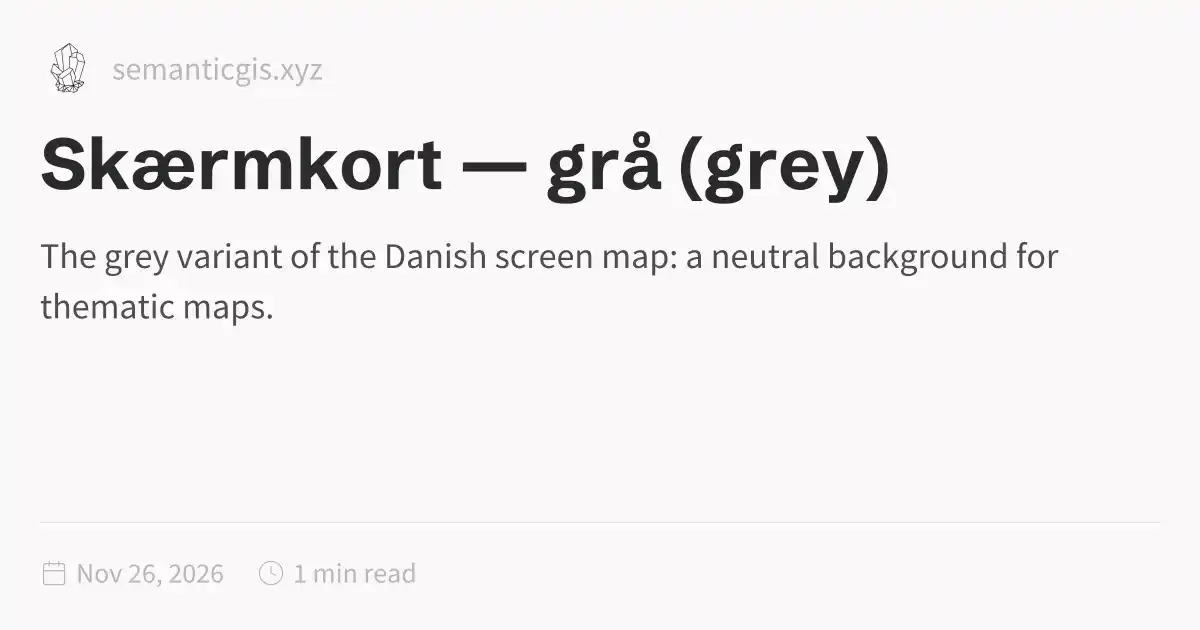 semanticgis.xyz
Skærmkort — grå (grey)
The grey variant of the Danish screen map: a neutral background for
thematic maps.
Nov 26, 2026 1 min read